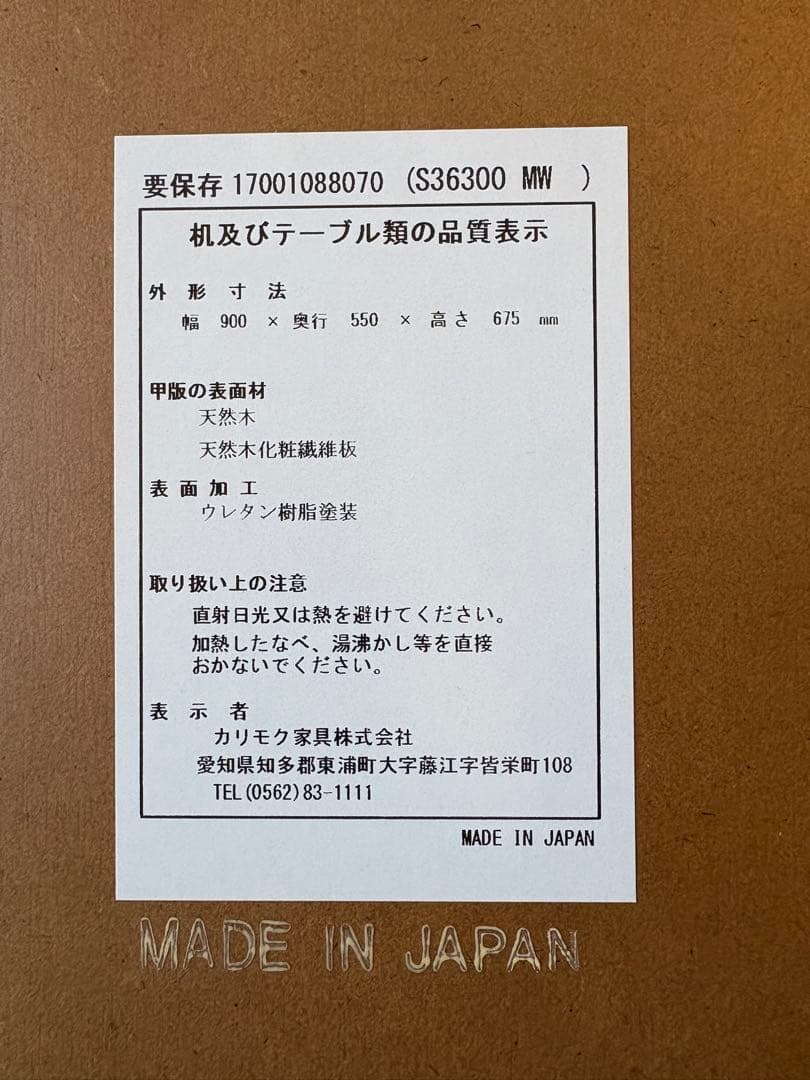 要保存 17001088070 (S36300 MW )
机及びテーブル類の品質表示
外形寸法
幅 900 × 奥行 550 × 高さ 675 mm
甲版の表面材
天然木
天然木化粧繊維板
表面加工
ウレタン樹脂塗装
取り扱い上の注意
直射日光又は熱を避けてください。
加熱したなべ、湯沸かし等を直接
おかないでください。
表示者
カリモク家具株式会社
愛知県知多郡東浦町大字藤江字皆栄町108
TEL(0562)83-1111
MADE IN JAPAN
MADE IN JAPAN